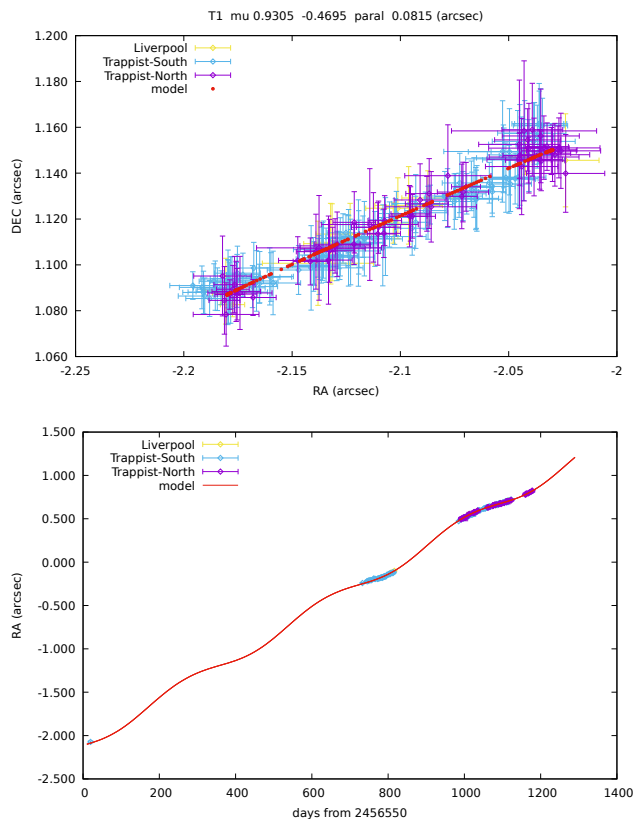 T1 mu 0.9305 -0.4695 paral 0.0815 (arcsec)
1.200
1.180
1.160
1.140
1.120
1.100
1.080
1.060
DEC (arcsec)
Liverpool
Trappist-South
Trappist-North
model
-2.25
-2.2
-2.15
-2.1
-2.05
-2
RA (arcsec)
1.500
1.000
0.500
0.000
-0.500
-1.000
-1.500
-2.000
-2.500
RA (arcsec)
Liverpool
Trappist-South
Trappist-North
model
0
200
400
600
800
1000
1200
1400
days from 2456550